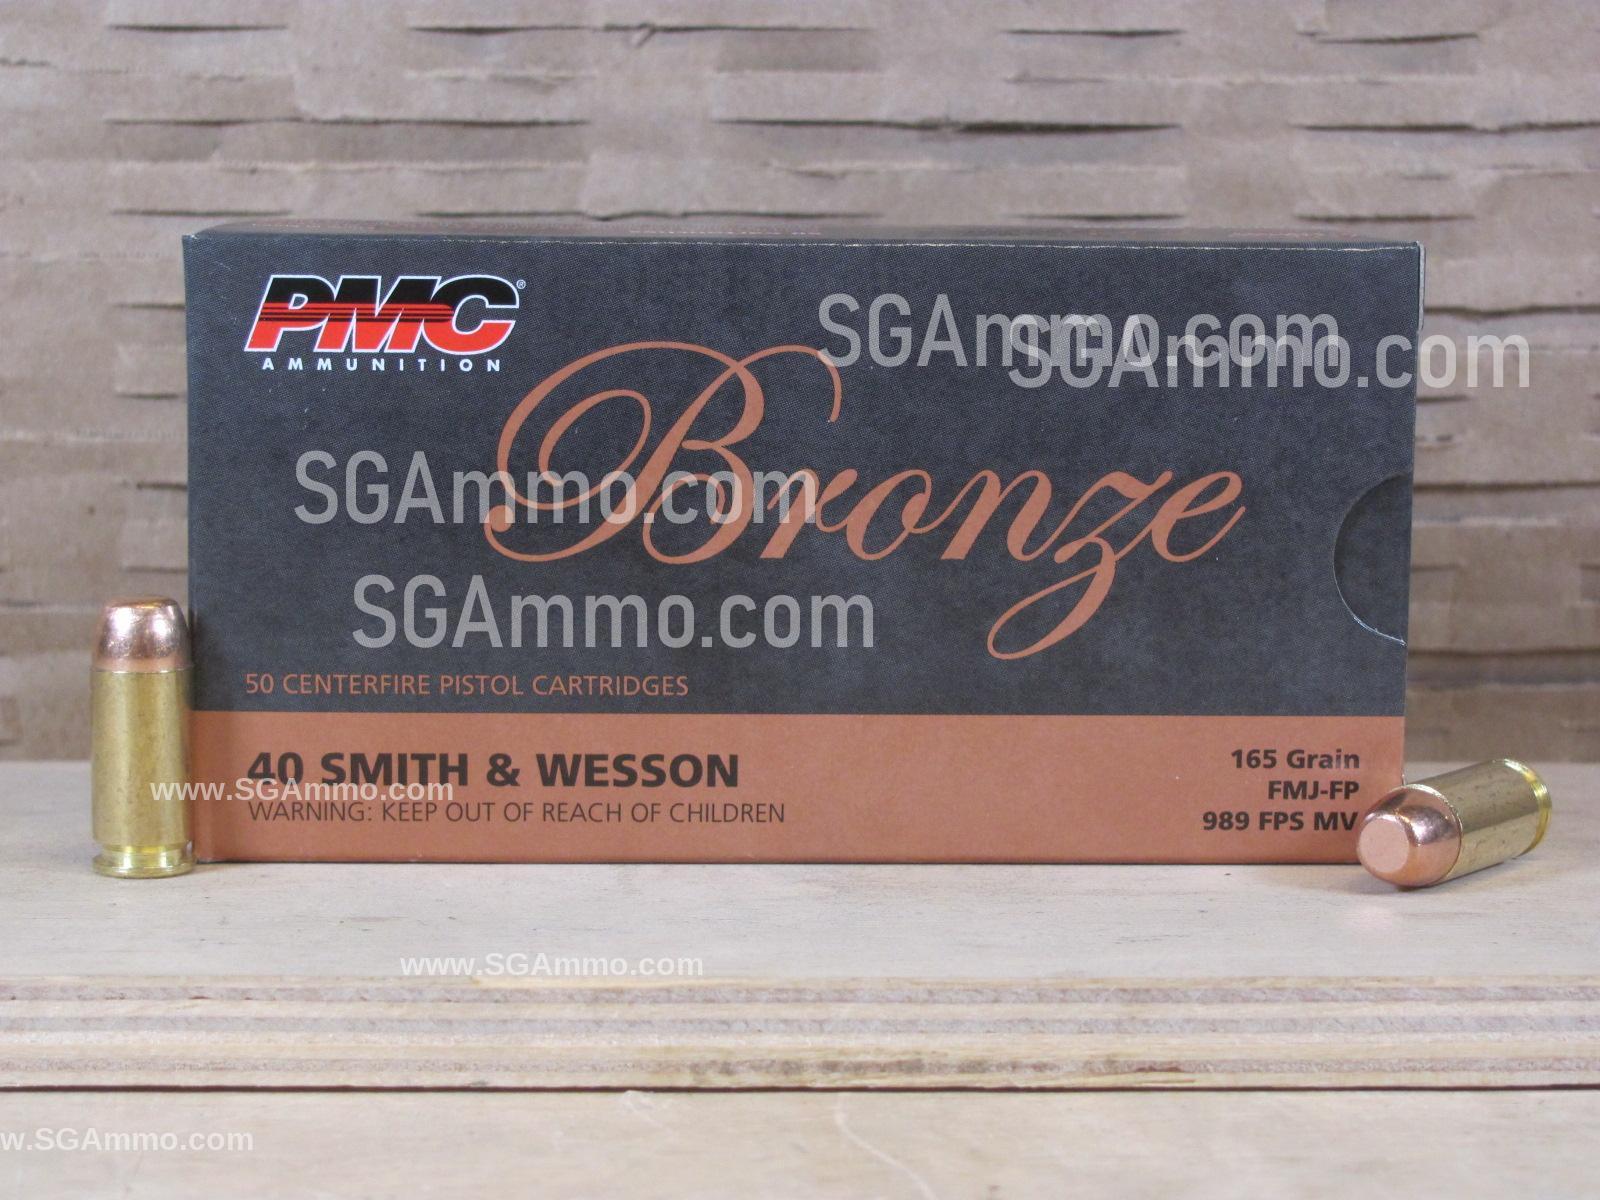 PMC®
AMMUNITION
SGAmmo.com
SGAmmo.com
Bronze
SGAmmo.com
SGAmmo.com
50 CENTERFIRE PISTOL CARTRIDGES
40 SMITH & WESSON
WARNING: KEEP OUT OF REACH OF CHILDREN
165 Grain
FMJ-FP
989 FPS MV
www.SGAmmo.com
www.SGAmmo.com
w.SGAmmo.com